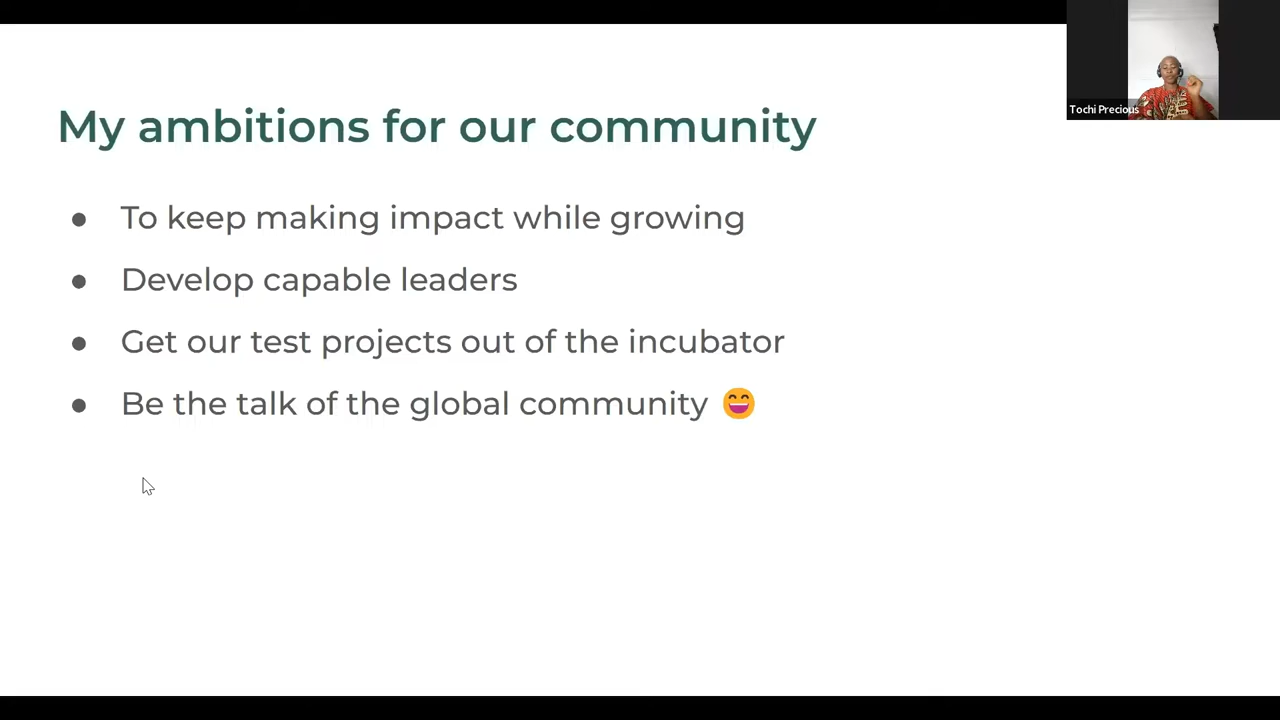 My ambitions for our community
● To keep making impact while growing
● Develop capable leaders
● Get our test projects out of the incubator
● Be the talk of the global community 😄
Tochi Precious